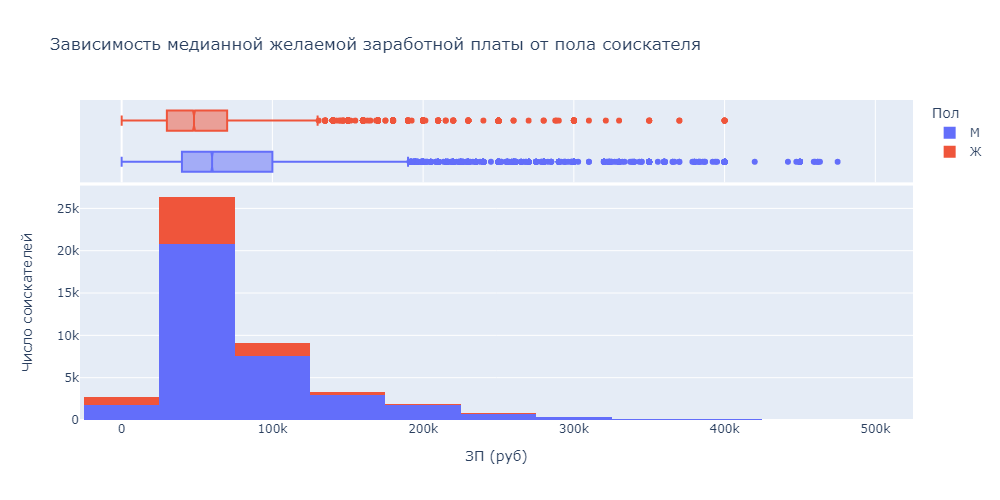 Зависимость медианной желаемой заработной платы от пола соискателя
Пол
М
Ж
25k
20k
15k
10k
5k
0
Число соискателей
0
100k
200k
300k
400k
500k
ЗП (руб)